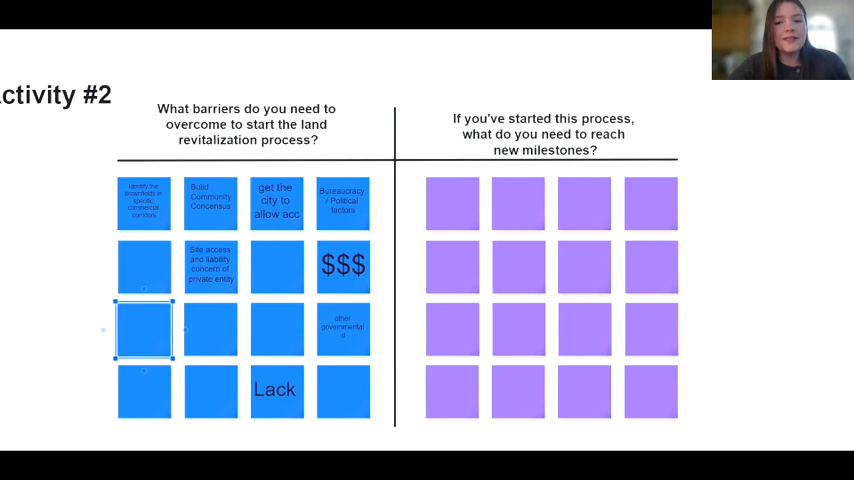 ctivity #2
What barriers do you need to
overcome to start the land
revitalization process?
If you've started this process,
what do you need to reach
new milestones?
Identify the
brownfields in
specific
commercial
corridors
Build
Community
Concensus
get the
city to
allow acc
Bureaucracy
/ Political
factors
Site access
and liability
concern of
private entity
$$$
other
governmental
d
Lack